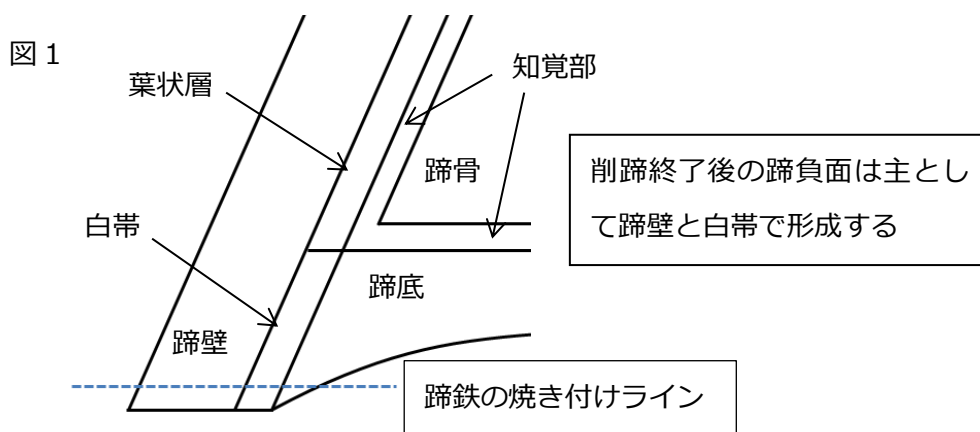 図1
葉状層
知覚部
蹄骨
削蹄終了後の蹄負面は主とし
て蹄壁と白帯で形成する
白帯
蹄底
蹄壁
蹄鉄の焼き付けライン